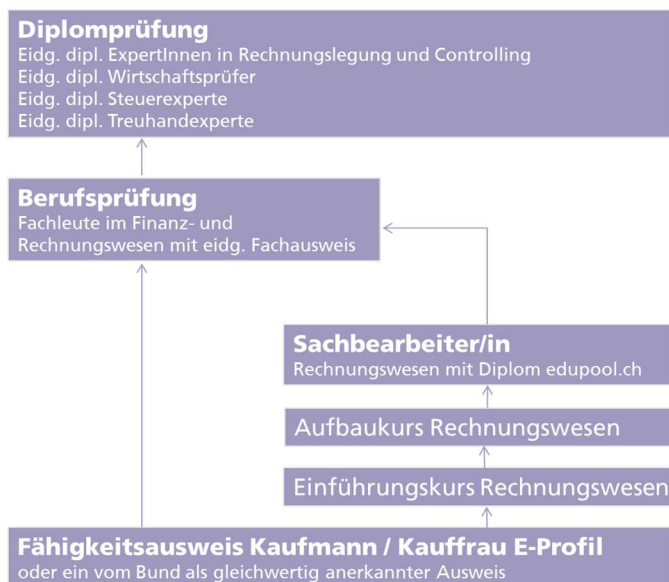 Diplomprüfung
Eidg. dipl. ExpertInnen in Rechnungslegung und Controlling
Eidg. dipl. Wirtschaftsprüfer
Eidg. dipl. Steuerexperte
Eidg. dipl. Treuhandexperte
Berufsprüfung
Fachleute im Finanz- und
Rechnungswesen mit eidg. Fachausweis
Sachbearbeiter/in
Rechnungswesen mit Diplom edupool.ch
Aufbaukurs Rechnungswesen
Einführungskurs Rechnungswesen
Fähigkeitsausweis Kaufmann / Kauffrau E-Profil
oder ein vom Bund als gleichwertig anerkannter Ausweis